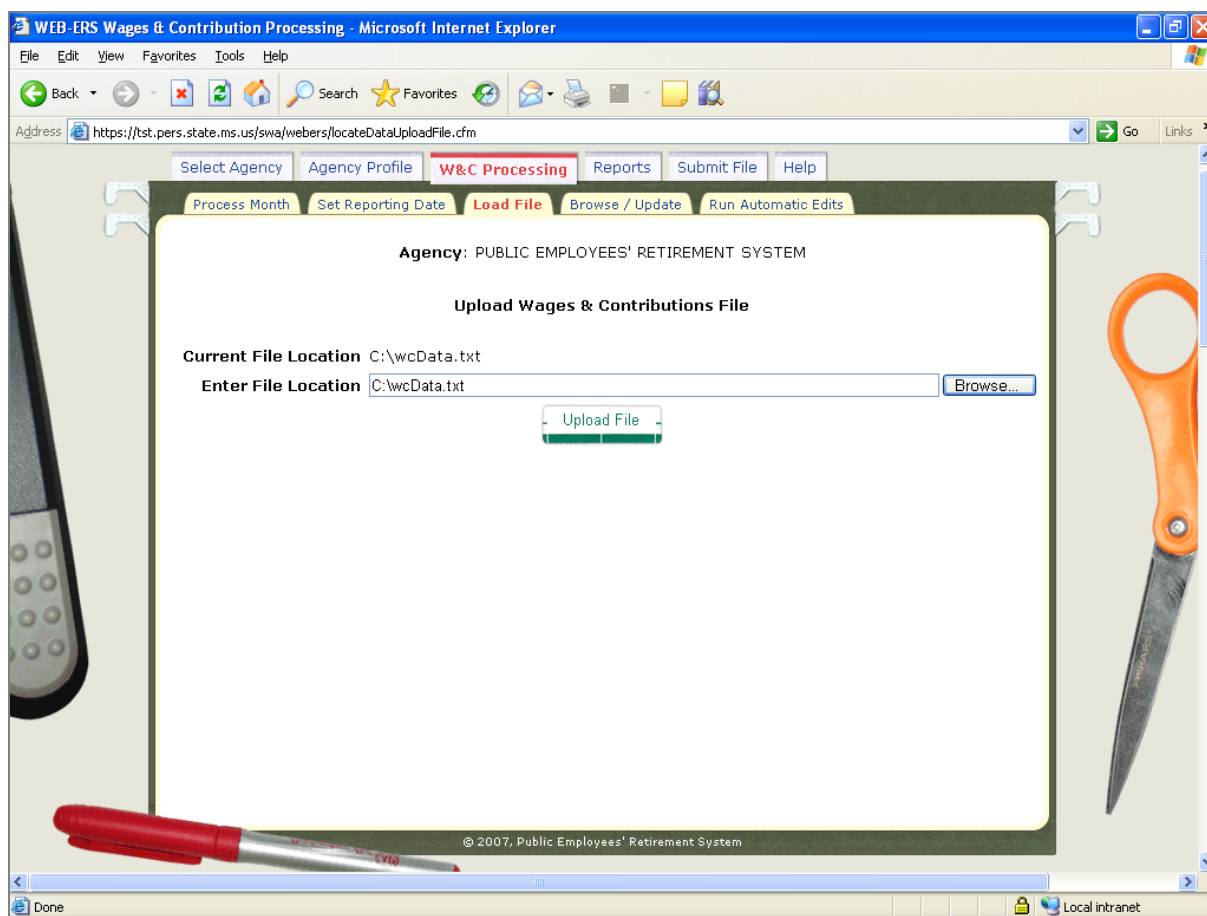 WEB-ERS Wages & Contribution Processing - Microsoft Internet Explorer
File Edit View Favorites Tools Help
Back Search Favorites
Address https://tst.pers.state.ms.us/swa/webers/locateDataUploadFile.cfm Go Links
Select Agency Agency Profile W&C Processing Reports Submit File Help
Process Month Set Reporting Date Load File Browse / Update Run Automatic Edits
Agency: PUBLIC EMPLOYEES' RETIREMENT SYSTEM
Upload Wages & Contributions File
Current File Location C:\wcData.txt
Enter File Location C:\wcData.txt Browse...
Upload File
© 2007, Public Employees' Retirement System
Done Local intranet